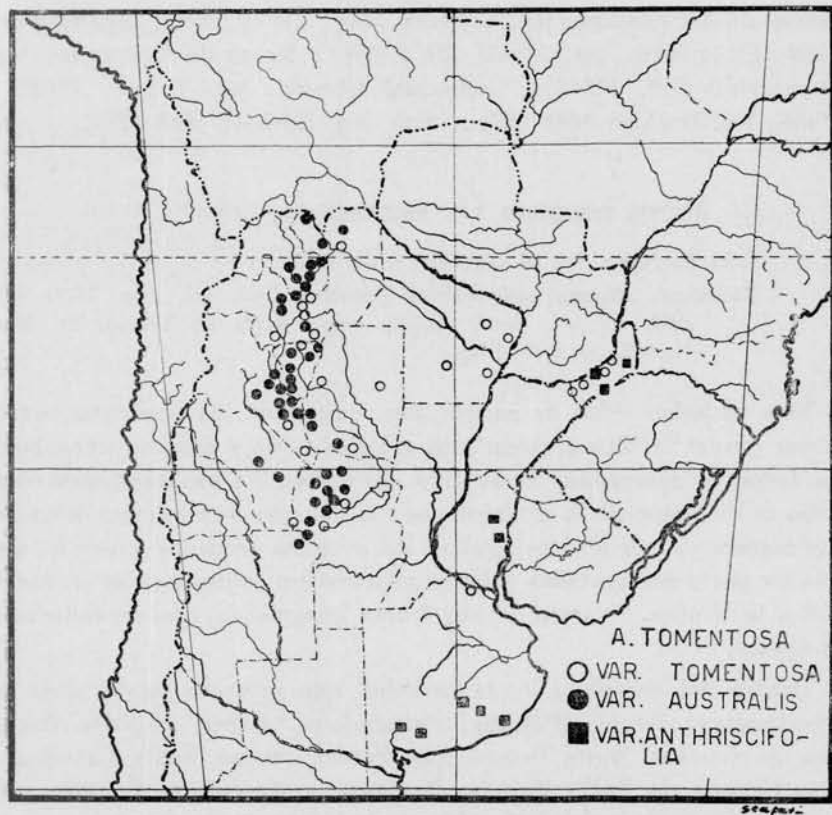 A. TOMENTOSA
VAR. TOMENTOSA
VAR. AUSTRALIS
VAR. ANTHRISCIFO-
LIA